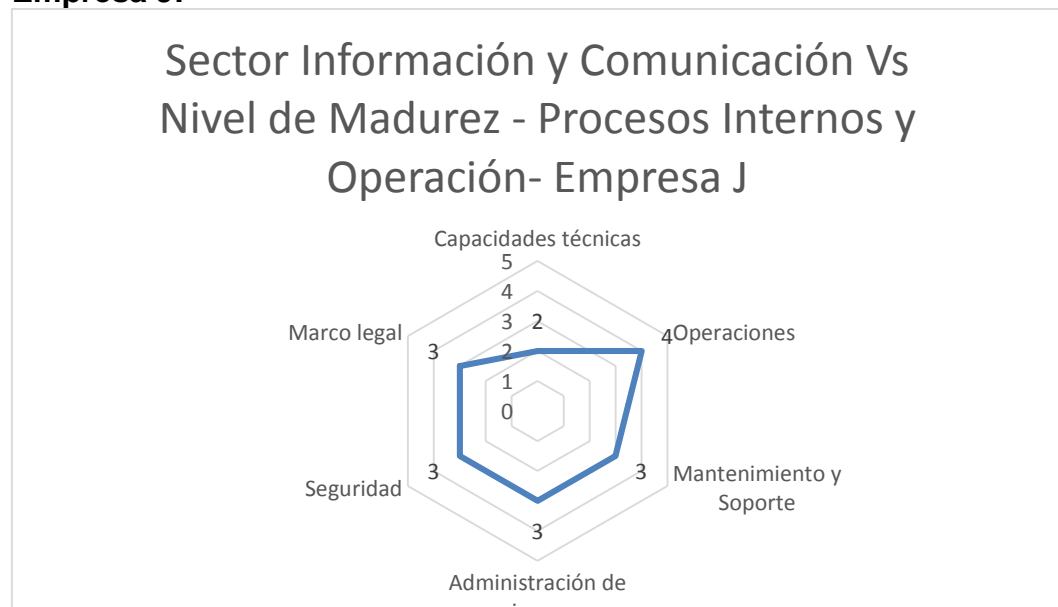 Sector Información y Comunicación Vs
Nivel de Madurez - Procesos Internos y
Operación- Empresa J
Capacidades técnicas
5
4
3
2
2
1
0
4
Operaciones
Marco legal
3
3
Mantenimiento y
Soporte
3
Seguridad
3
Administración de